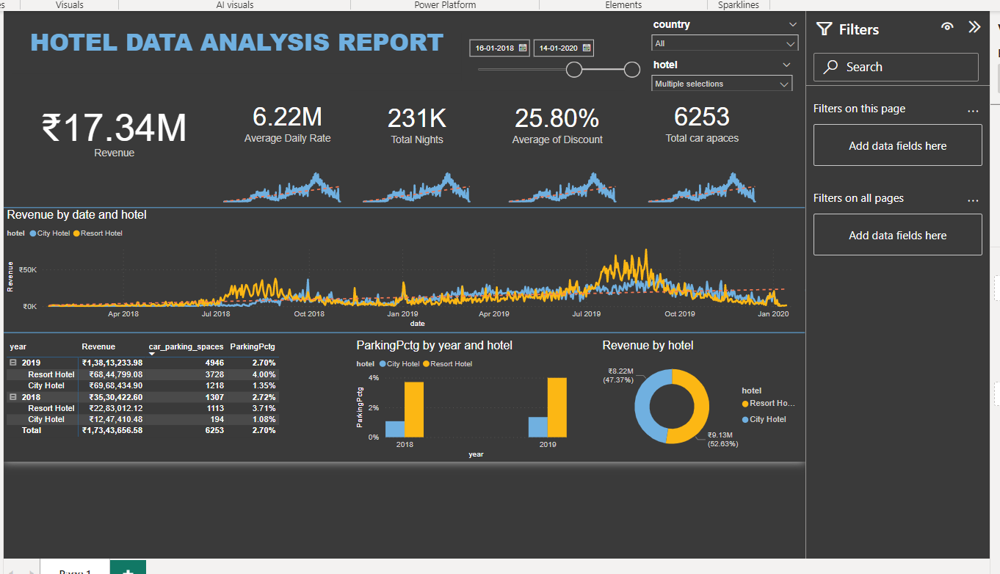 Visuals AI visuals Power Platform Elements Sparklines
HOTEL DATA ANALYSIS REPORT
16-01-2018 14-01-2020
country
All
hotel
Multiple selections
₹17.34M
Revenue
6.22M
Average Daily Rate
231K
Total Nights
25.80%
Average of Discount
6253
Total car apaces
Revenue by date and hotel
hotel City Hotel Resort Hotel
Revenue
₹50K
₹0K
Apr 2018 Jul 2018 Oct 2018 Jan 2019 Apr 2019 Jul 2019 Oct 2019 Jan 2020
date
year Revenue car_parking_spaces ParkingPctg
2019 ₹1,38,13,233.98 4946 2.70%
Resort Hotel ₹68,44,799.08 3728 4.00%
City Hotel ₹69,68,434.90 1218 1.35%
2018 ₹35,30,422.60 1307 2.72%
Resort Hotel ₹22,83,012.12 1113 3.71%
City Hotel ₹12,47,410.48 194 1.08%
Total ₹1,73,43,656.58 6253 2.70%
ParkingPctg by year and hotel
hotel City Hotel Resort Hotel
ParkingPctg
4%
2%
0%
2018 2019
year
Revenue by hotel
₹8.22M
(47.37%)
₹9.13M
(52.63%)
hotel
Resort Ho...
City Hotel
Filters
Search
Filters on this page ...
Add data fields here
Filters on all pages ...
Add data fields here
Page 1